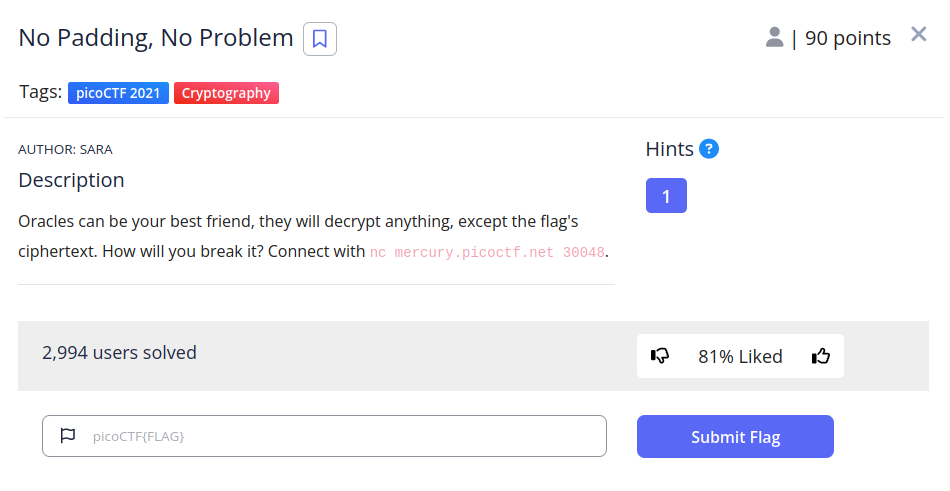 No Padding, No Problem
| 90 points
Tags: picoCTF 2021 Cryptography
AUTHOR: SARA
Hints ?
Description
1
Oracles can be your best friend, they will decrypt anything, except the flag's
ciphertext. How will you break it? Connect with nc mercury.picoctf.net 30048.
2,994 users solved
81% Liked
picoCTF{FLAG}
Submit Flag